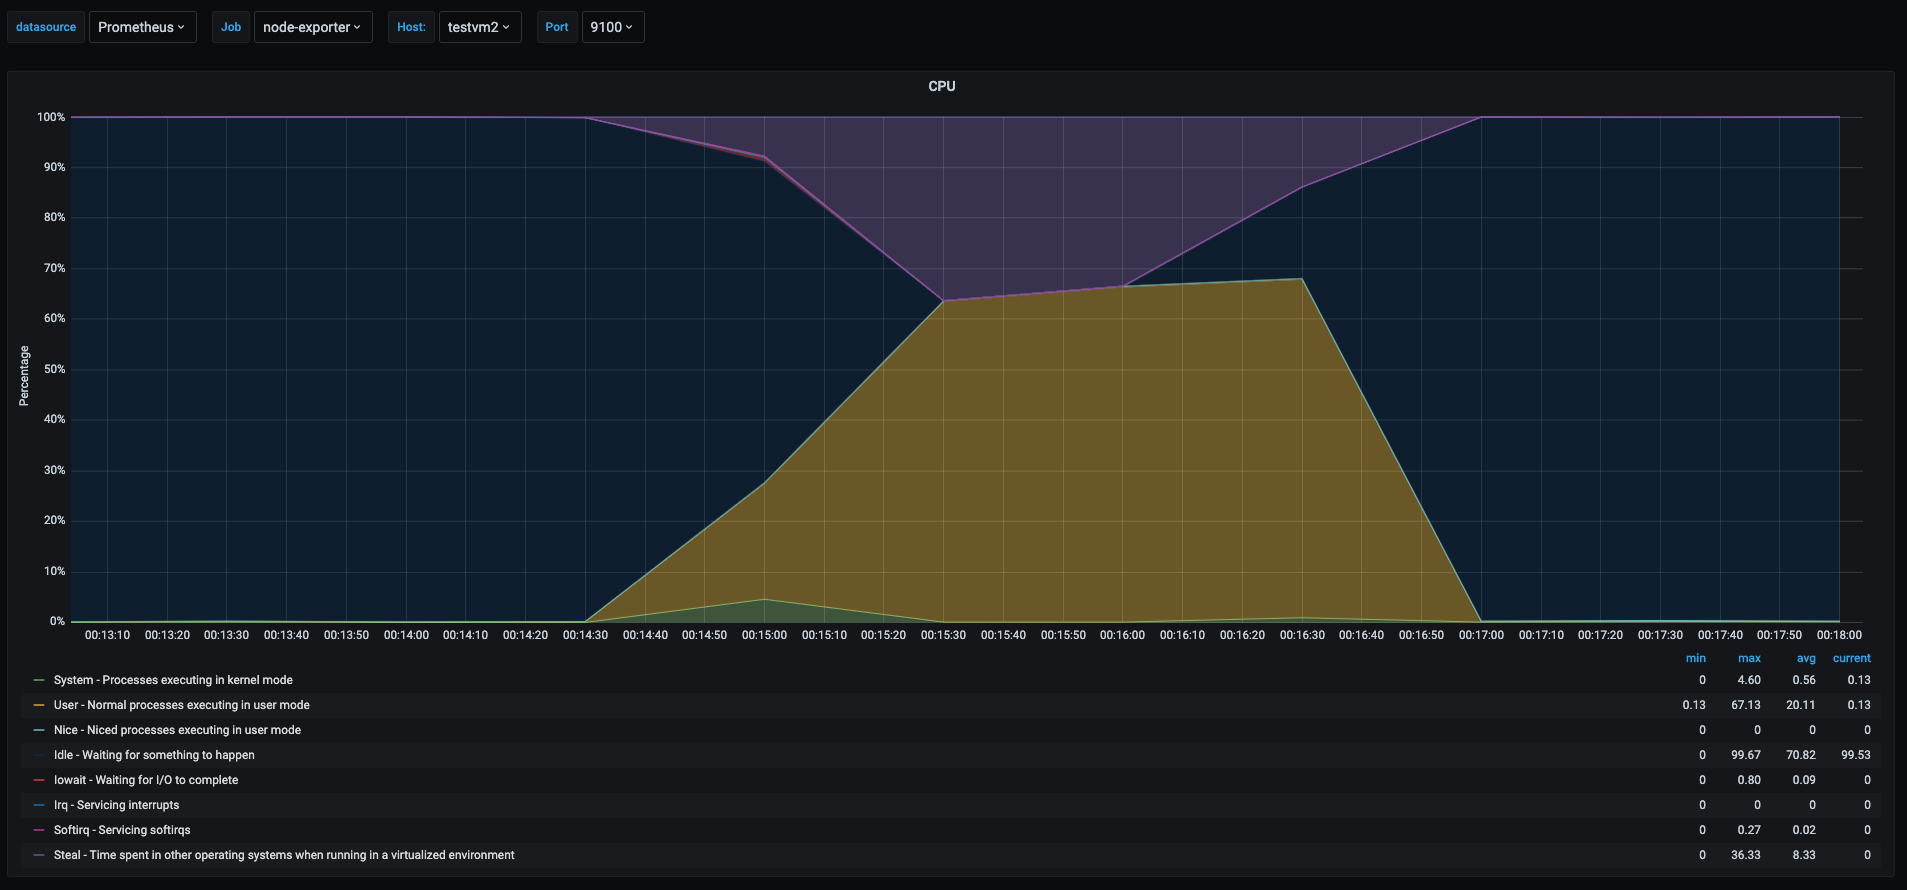 datasource Prometheus Job node-exporter Host: testvm2 Port 9100
CPU
Percentage
100%
90%
80%
70%
60%
50%
40%
30%
20%
10%
0%
00:13:10 00:13:20 00:13:30 00:13:40 00:13:50 00:14:00 00:14:10 00:14:20 00:14:30 00:14:40 00:14:50 00:15:00 00:15:10 00:15:20 00:15:30 00:15:40 00:15:50 00:16:00 00:16:10 00:16:20 00:16:30 00:16:40 00:16:50 00:17:00 00:17:10 00:17:20 00:17:30 00:17:40 00:17:50 00:18:00
min max avg current
System - Processes executing in kernel mode 0 4.60 0.56 0.13
User - Normal processes executing in user mode 0.13 67.13 20.11 0.13
Nice - Niced processes executing in user mode 0 0 0 0
Idle - Waiting for something to happen 0 99.67 70.82 99.53
Iowait - Waiting for I/O to complete 0 0.80 0.09 0
Irq - Servicing interrupts 0 0 0 0
Softirq - Servicing softirqs 0 0.27 0.02 0
Steal - Time spent in other operating systems when running in a virtualized environment 0 36.33 8.33 0